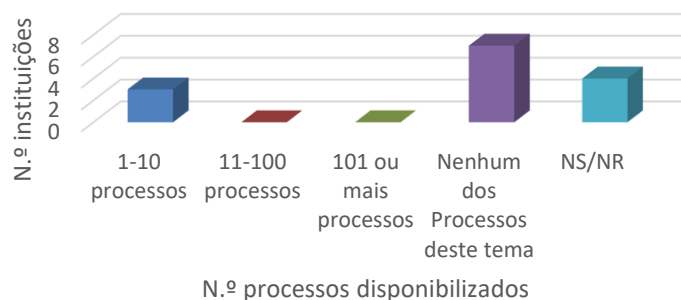 N.º instituições
8
6
4
2
0
1-10
processos
11-100
processos
101 ou
mais
processos
Nenhum
dos
Processos
deste tema
NS/NR
N.º processos disponibilizados